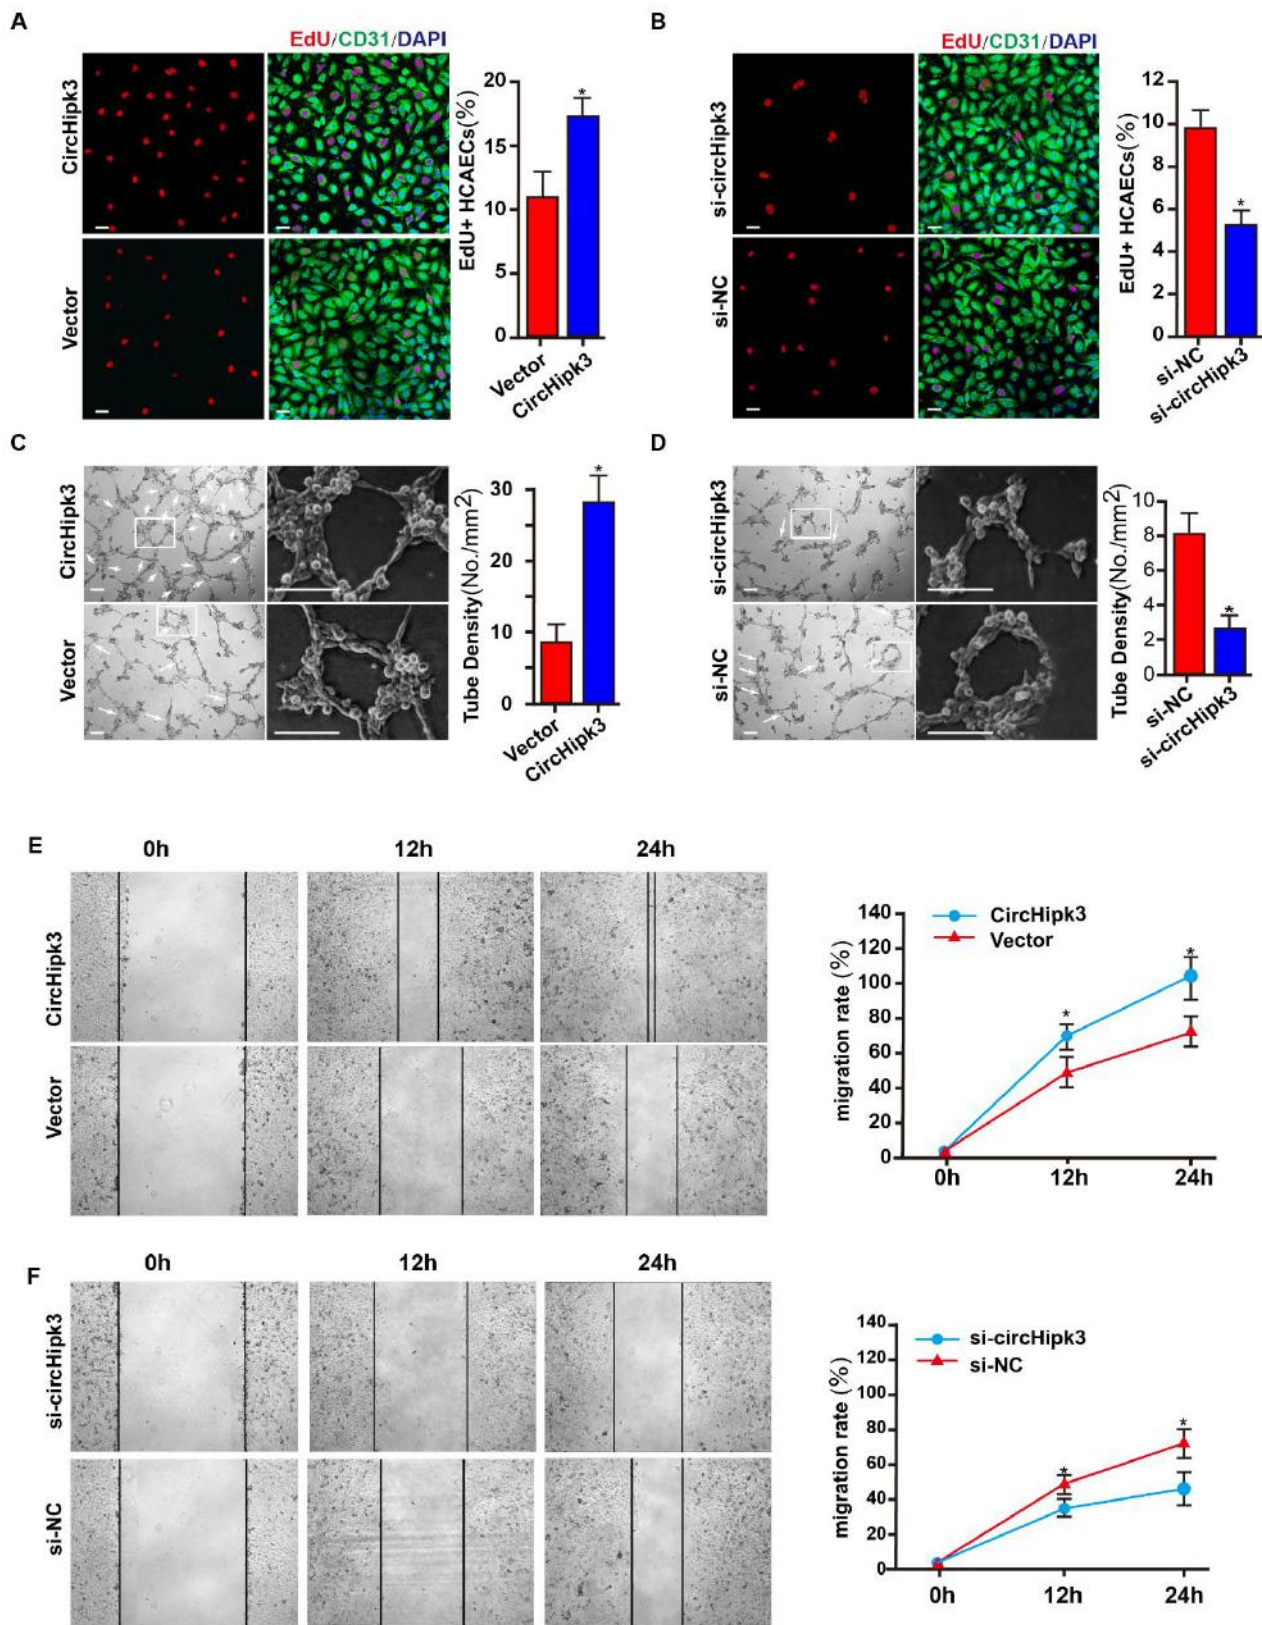 A
EdU/CD31/DAPI
CircHipk3
Vector
EdU+ HCAECs(%)
20
15
10
5
0
Vector
CircHipk3
B
EdU/CD31/DAPI
si-circHipk3
si-NC
EdU+ HCAECs(%)
12
10
8
6
4
2
0
si-NC
si-circHipk3
*
*
C
CircHipk3
Vector
Tube Density(No./mm²)
30
20
10
0
Vector
CircHipk3
*
D
si-circHipk3
si-NC
Tube Density(No./mm²)
10
8
6
4
2
0
si-NC
si-circHipk3
*
E
0h
12h
24h
CircHipk3
Vector
migration rate (%)
140
120
100
80
60
40
20
0
CircHipk3
Vector
*
*
0h
12h
24h
F
0h
12h
24h
si-circHipk3
si-NC
migration rate (%)
140
120
100
80
60
40
20
0
si-circHipk3
si-NC
*
*
0h
12h
24h